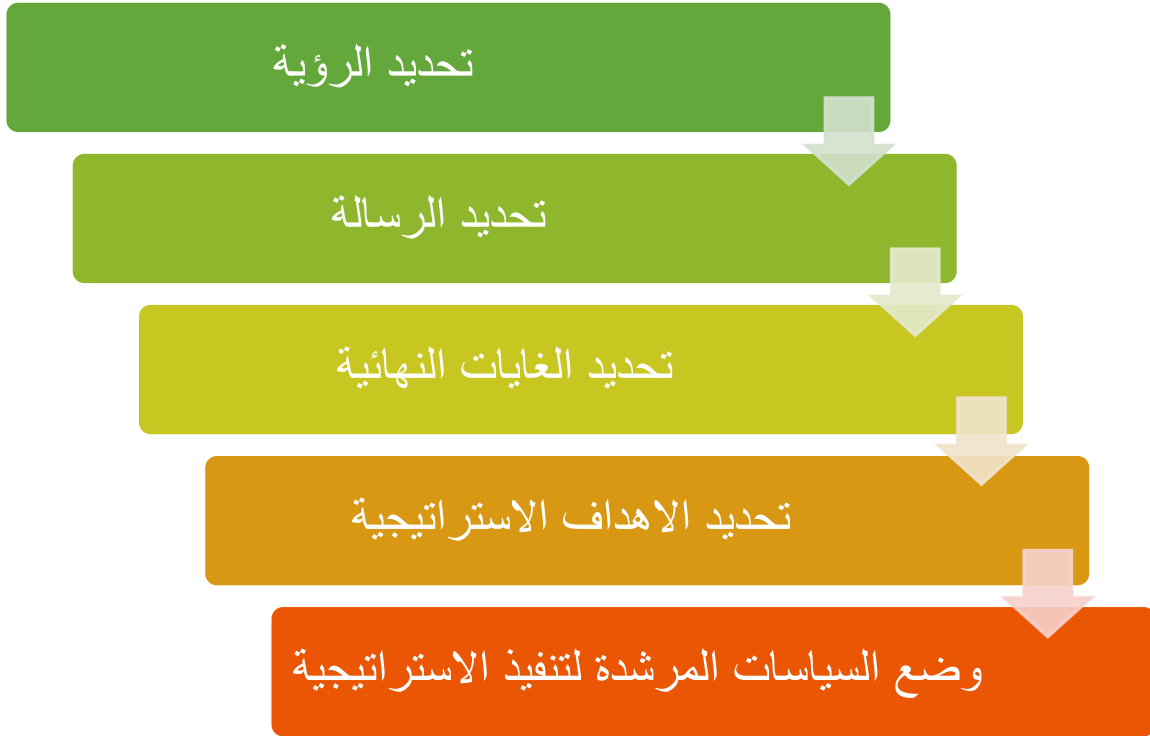 تحديد الرؤية
تحديد الرسالة
تحديد الغايات النهائية
تحديد الاهداف الاستراتيجية
وضع السياسات المرشدة لتنفيذ الاستراتيجية